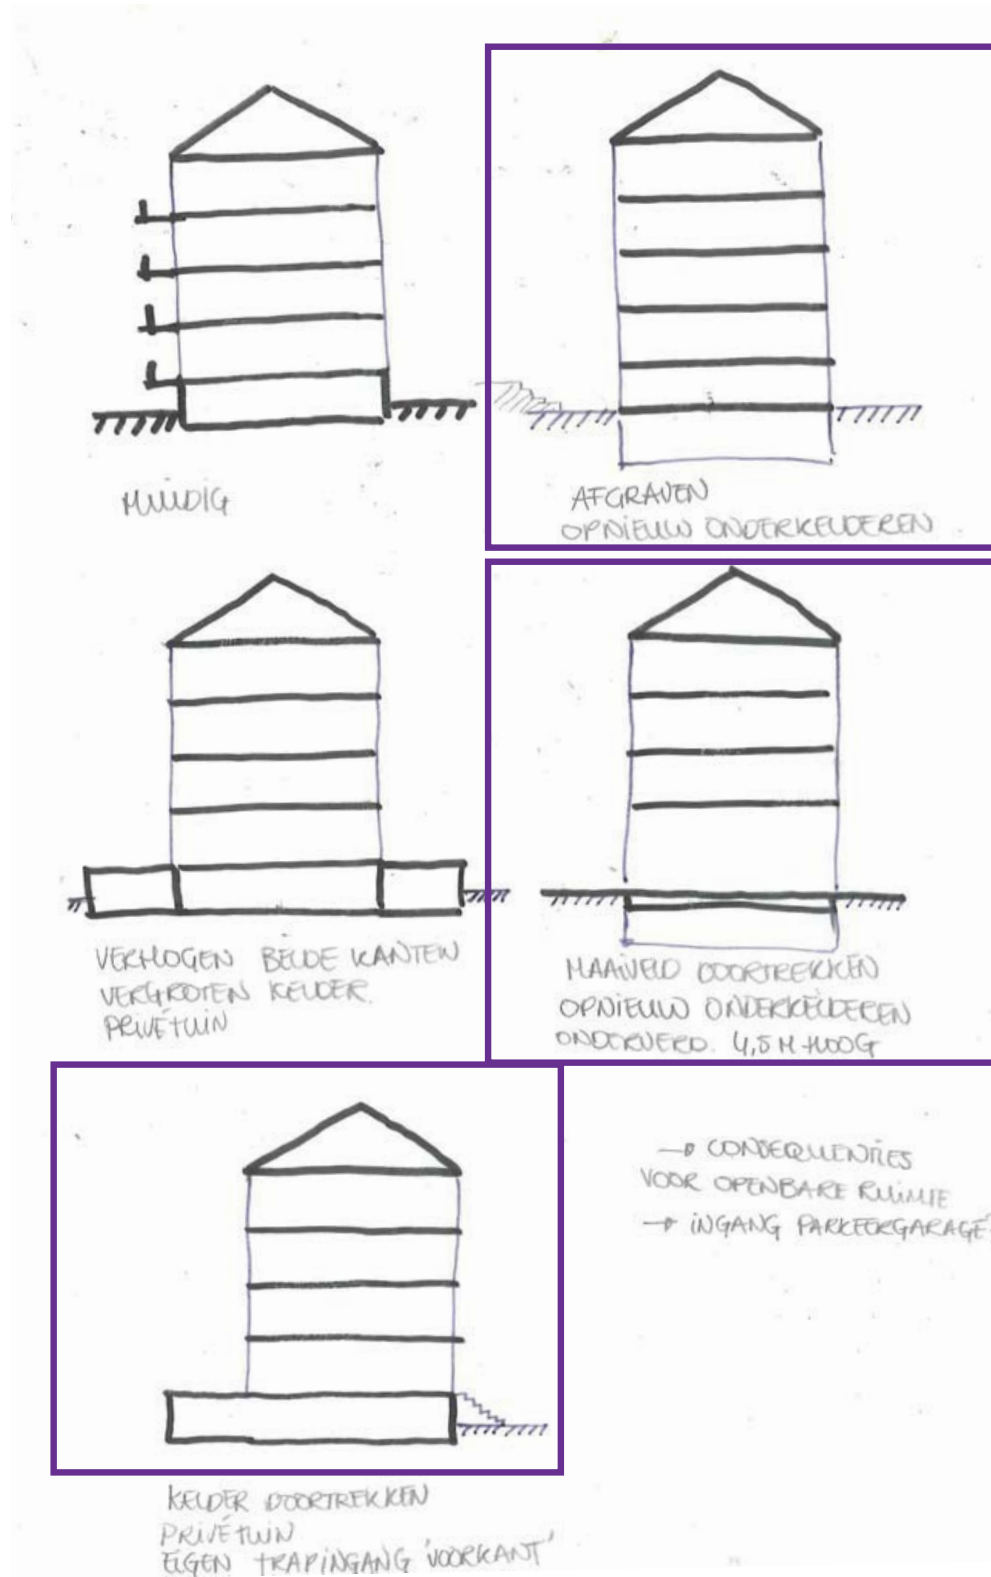 HUIDIG
AFGRAVEN
OPNIEUW ONDERKELDEREN
VERHOGEN BEIDE KANTEN
VERGROTEN KELDER.
PRIVÉTUIN
MAAIVELD DOORTREKKEN
OPNIEUW ONDERKELDEREN
ONDERVERD. 4,5 M HOOG
→ CONSEQUENTIES
VOOR OPENBARE RUIMTE
→ INGANG PARKEERGARAGE
KELDER DOORTREKKEN
PRIVÉTUIN
EIGEN TRAPINGANG 'VOORKANT'